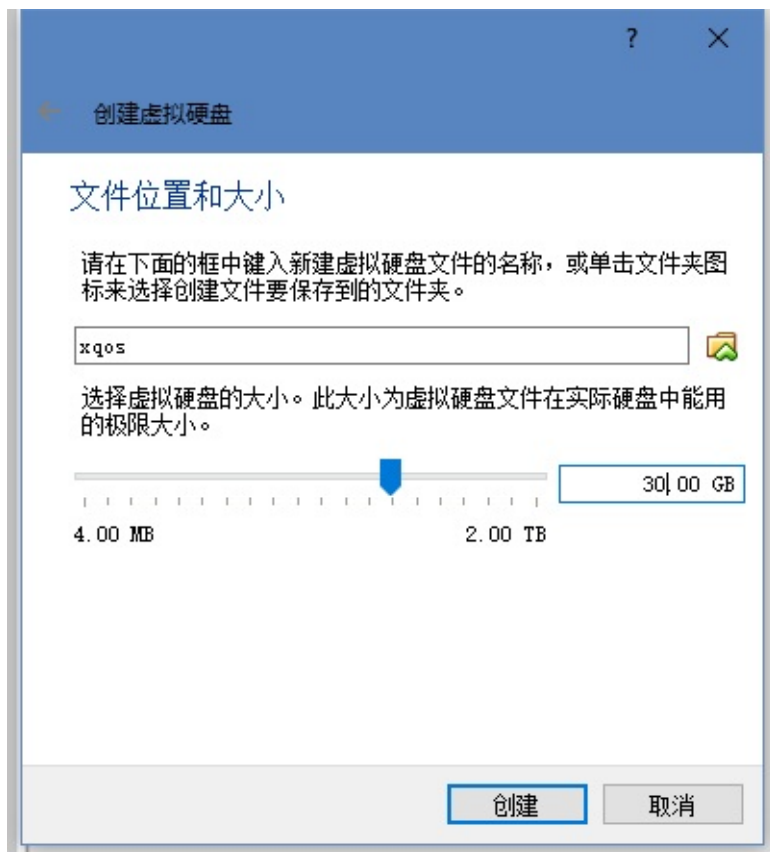 ?
创建虚拟硬盘
文件位置和大小
请在下面的框中键入新建虚拟硬盘文件的名称，或单击文件夹图
标来选择创建文件要保存到的文件夹。
xqos
选择虚拟硬盘的大小。此大小为虚拟硬盘文件在实际硬盘中能用
的极限大小。
30.00 GB
4.00 MB 2.00 TB
创建 取消